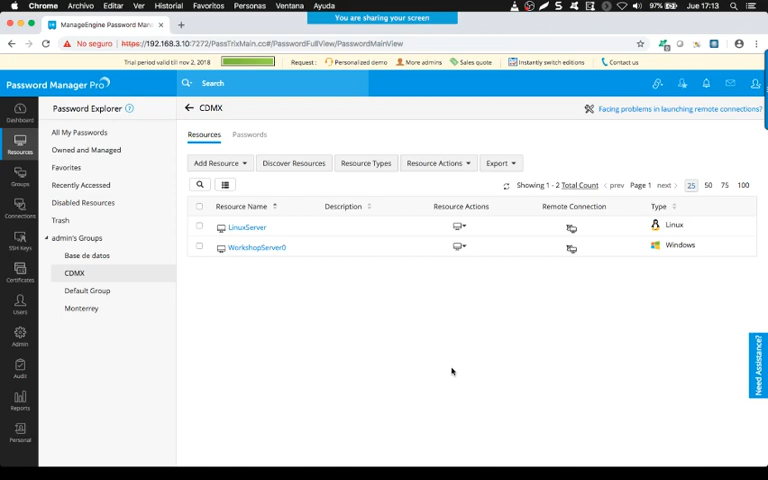 Chrome Archivo Editar Ver Historial Favoritos Personas Ventana Ayuda
97% Jue 17:13
You are sharing your screen
ManageEngine Password Man
No seguro https://192.168.3.10:7272/PassTrixMain.cc#/PasswordFullView/PasswordMainView
Trial period valid till nov 2, 2018 Request : Personalized demo More admins Sales quote Instantly switch editions Contact us
Password Manager Pro Search
Dashboard
Resources
Groups
Connections
SSH Keys
Certificates
Users
Admin
Audit
Reports
Personal
Password Explorer ?
All My Passwords
Owned and Managed
Favorites
Recently Accessed
Disabled Resources
Trash
admin's Groups
Base de datos
CDMX
Default Group
Monterrey
CDMX Facing problems in launching remote connections?
Resources Passwords
Add Resource Discover Resources Resource Types Resource Actions Export
Showing 1 - 2 Total Count prev Page 1 next 25 50 75 100
Resource Name Description Resource Actions Remote Connection Type
LinuxServer Linux
WorkshopServer0 Windows
Need Assistance?